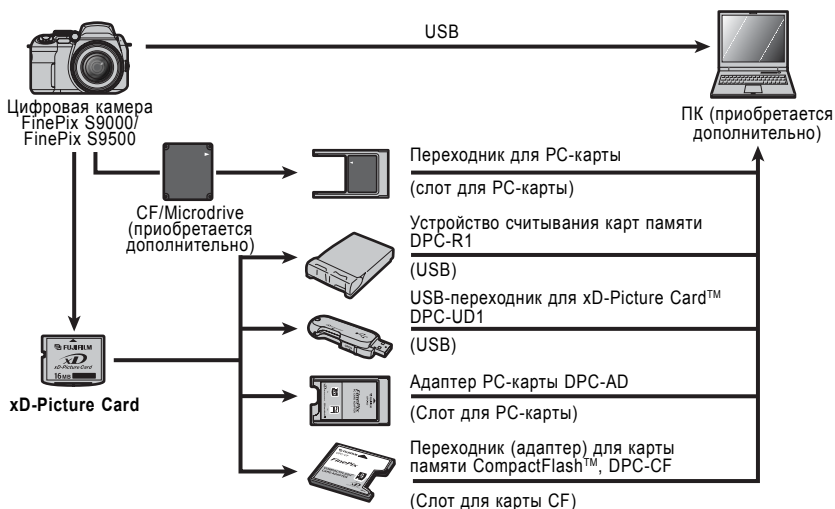 USB
Цифровая камера
FinePix S9000/
FinePix S9500
ПК (приобретается
дополнительно)
CF/Microdrive
(приобретается
дополнительно)
Переходник для PC-карты
(слот для PC-карты)
Устройство считывания карт памяти
DPC-R1
(USB)
USB-переходник для xD-Picture Card™
DPC-UD1
(USB)
FUJIFILM
xD
xD-Picture Card
16MB
xD-Picture Card
Адаптер PC-карты DPC-AD
(Слот для PC-карты)
FinePix
Переходник (адаптер) для карты
памяти CompactFlash™, DPC-CF
(Слот для карты CF)
FinePix